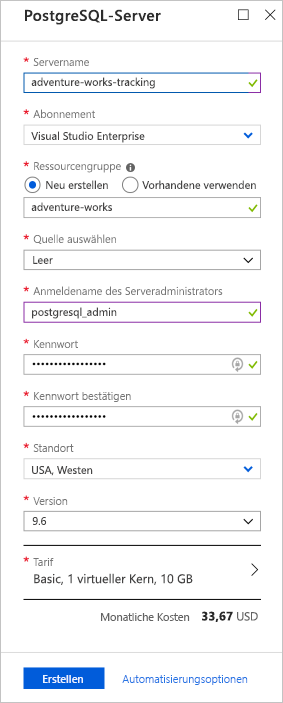 PostgreSQL-Server
* Servername
adventure-works-tracking
* Abonnement
Visual Studio Enterprise
* Ressourcengruppe
Neu erstellen Vorhandene verwenden
adventure-works
* Quelle auswählen
Leer
* Anmeldename des Serveradministrators
postgresql_admin
* Kennwort
••••••••••••••••
* Kennwort bestätigen
••••••••••••••••
* Standort
USA, Westen
* Version
9.6
* Tarif
Basic, 1 virtueller Kern, 10 GB
Monatliche Kosten 33,67 USD
Erstellen Automatisierungsoptionen